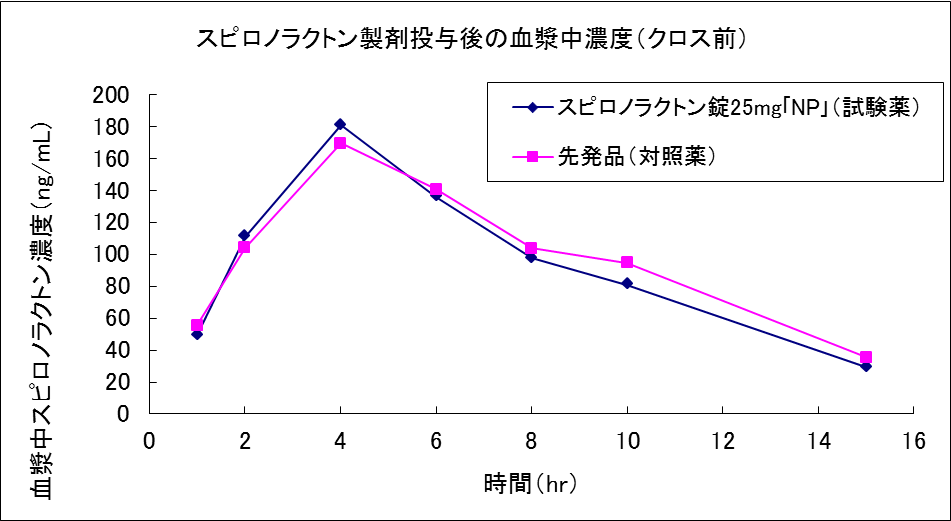 スピロノラクトン製剤投与後の血漿中濃度（クロス前）
スピロノラクトン錠25mg｢NP｣（試験薬）
先発品（対照薬）
血漿中スピロノラクトン濃度（ng/mL）
200
180
160
140
120
100
80
60
40
20
0
0 2 4 6 8 10 12 14 16
時間（hr）